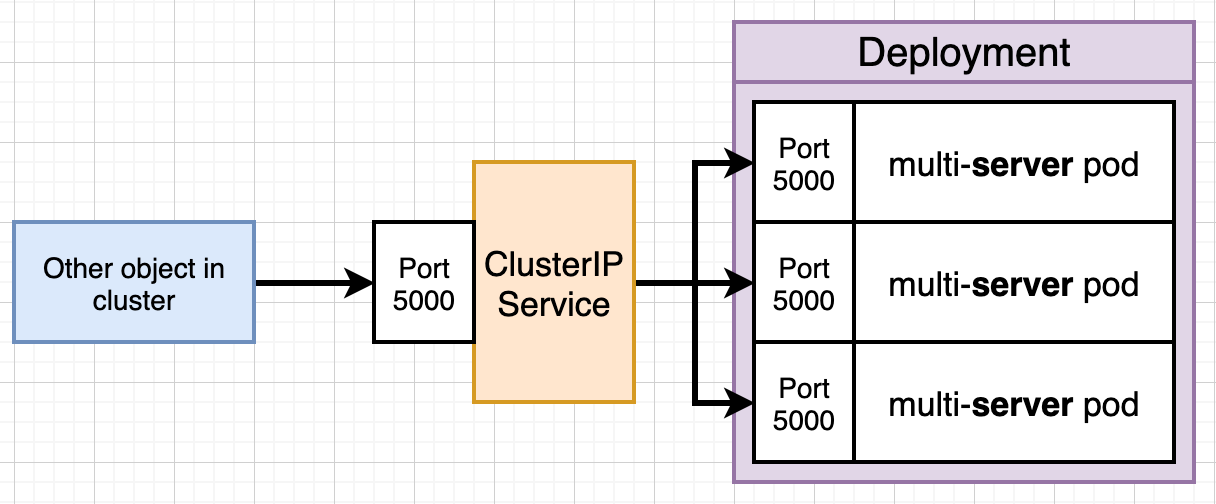 Deployment
Other object in
cluster
Port
5000
ClusterIP
Service
Port
5000
multi-server pod
Port
5000
multi-server pod
Port
5000
multi-server pod